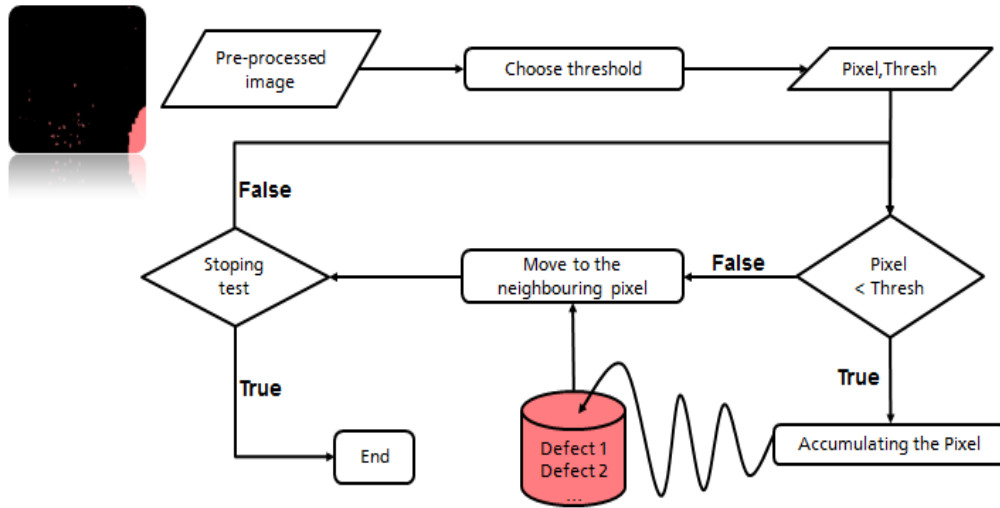 Pre-processed
image
Choose threshold
Pixel,Thresh
False
Stoping
test
Move to the
neighbouring pixel
False
Pixel
< Thresh
True
True
End
Defect 1
Defect 2
...
Accumulating the Pixel